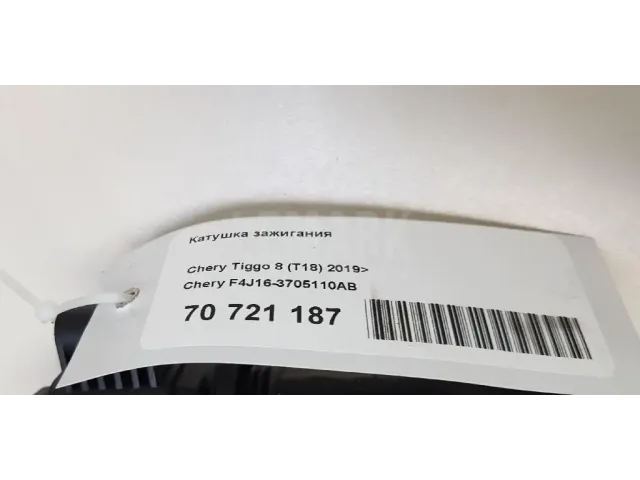 Катушка зажигания
Chery Tiggo 8 (T18) 2019>
Chery F4J16-3705110AB
70 721 187